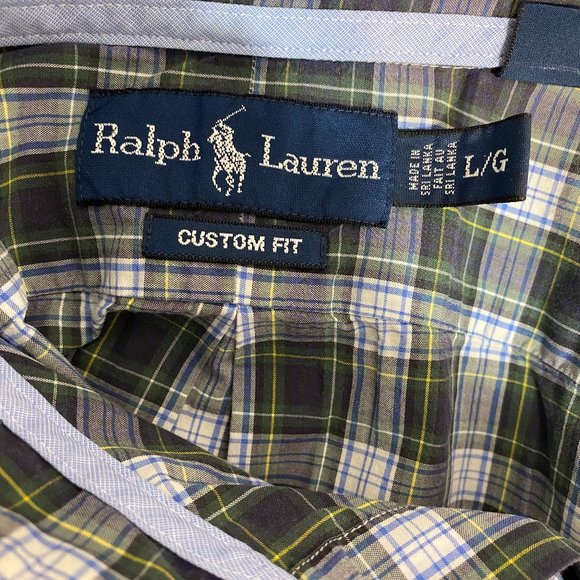 Ralph Lauren
MADE IN
SRI LANKA
FAIT AU
SRI LANKA
L/G
CUSTOM FIT